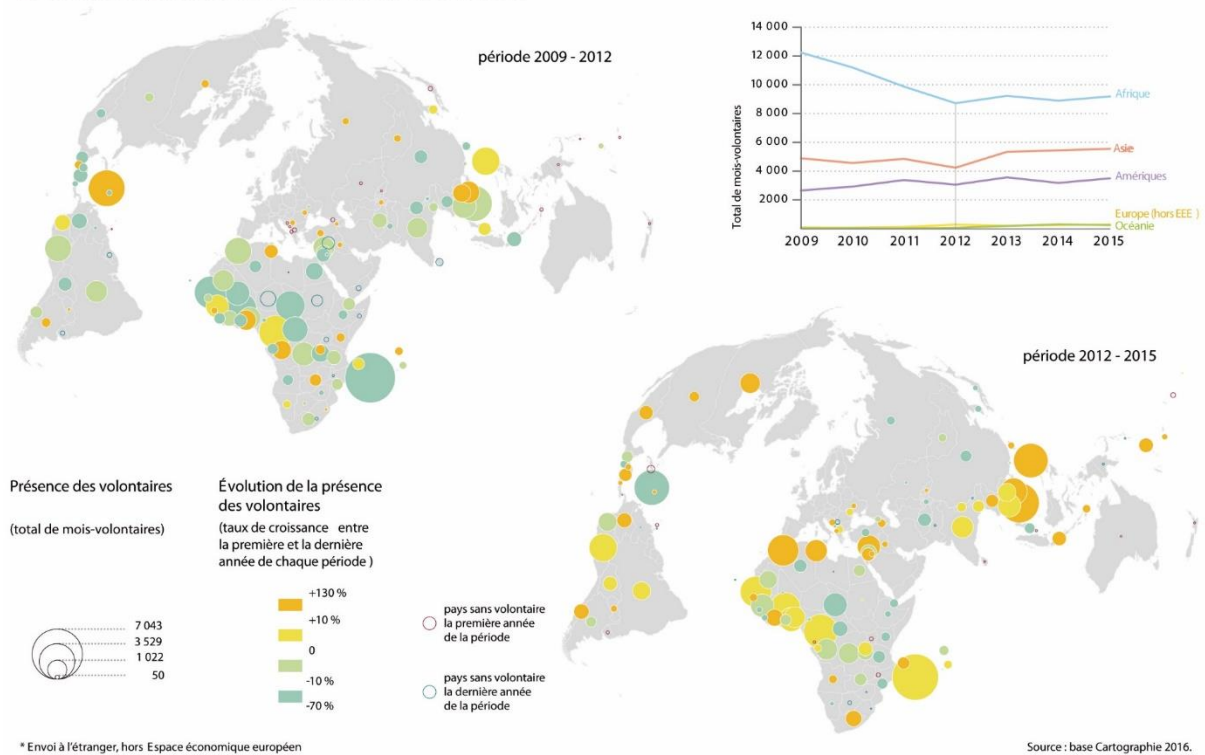 période 2009 - 2012
Total de mois-volontaires
14 000
12 000
10 000
8 000
6 000
4 000
2000
2009 2010 2011 2012 2013 2014 2015
Afrique
Asie
Amériques
Europe (hors EEE )
Océanie
période 2012 - 2015
Présence des volontaires
(total de mois-volontaires)
7 043
3 529
1 022
50
Évolution de la présence
des volontaires
(taux de croissance entre
la première et la dernière
année de chaque période )
+130 %
+10 %
0
-10 %
-70 %
pays sans volontaire
la première année
de la période
pays sans volontaire
la dernière année
de la période
* Envoi à l'étranger, hors Espace économique européen
Source : base Cartographie 2016.